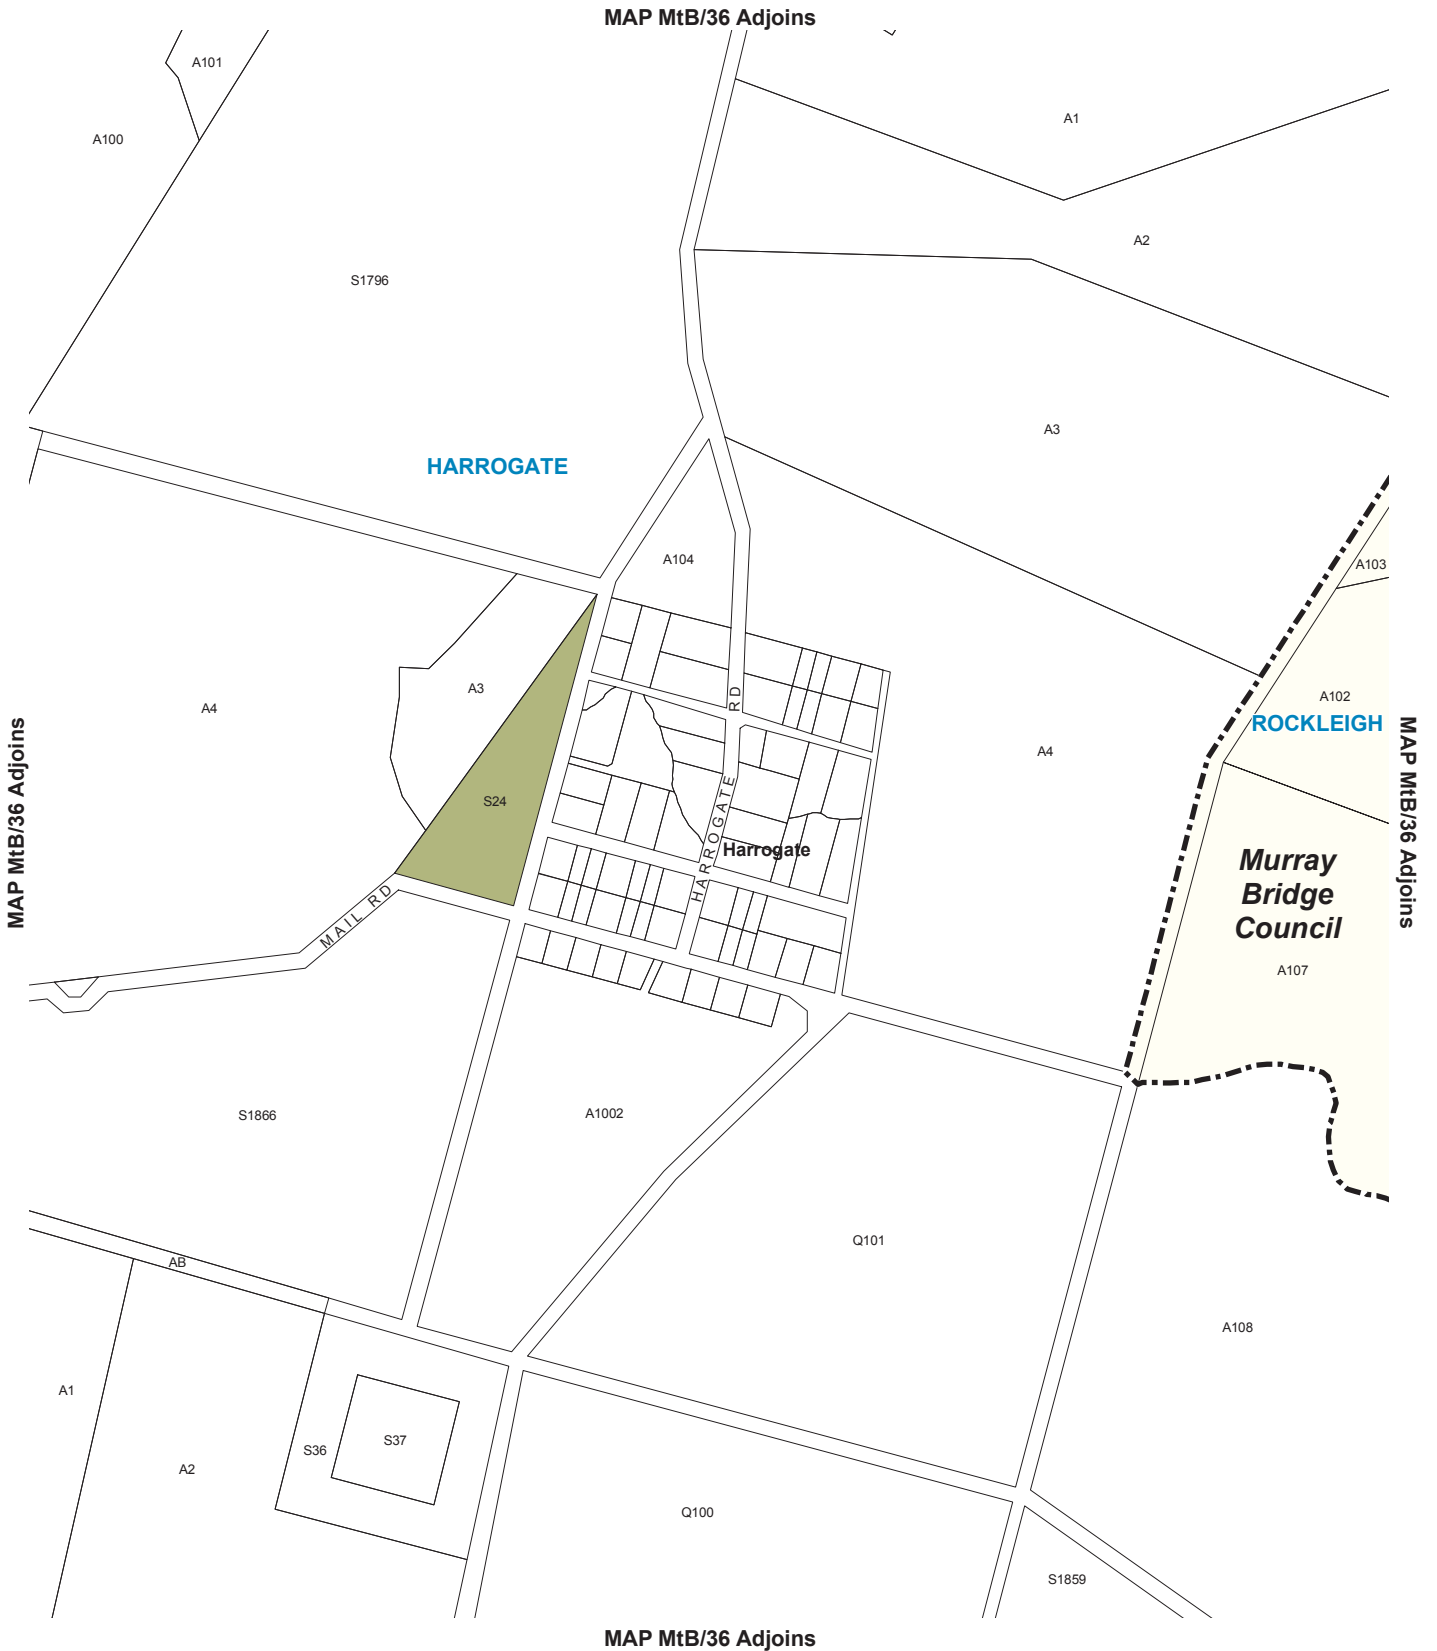 MAP MtB/36 Adjoins
A101
A1
A100
A2
S1796
A3
HARROGATE
A104
A103
A3
A102
A4
ROCKLEIGH
RD
A4
MAP MtB/36 Adjoins
MAP MtB/36 Adjoins
S24
HARROGATE
Harrogate
Murray
Bridge
Council
MAIL RD
A107
S1866
A1002
Q101
AB
A108
A1
S37
S36
A2
Q100
S1859
MAP MtB/36 Adjoins